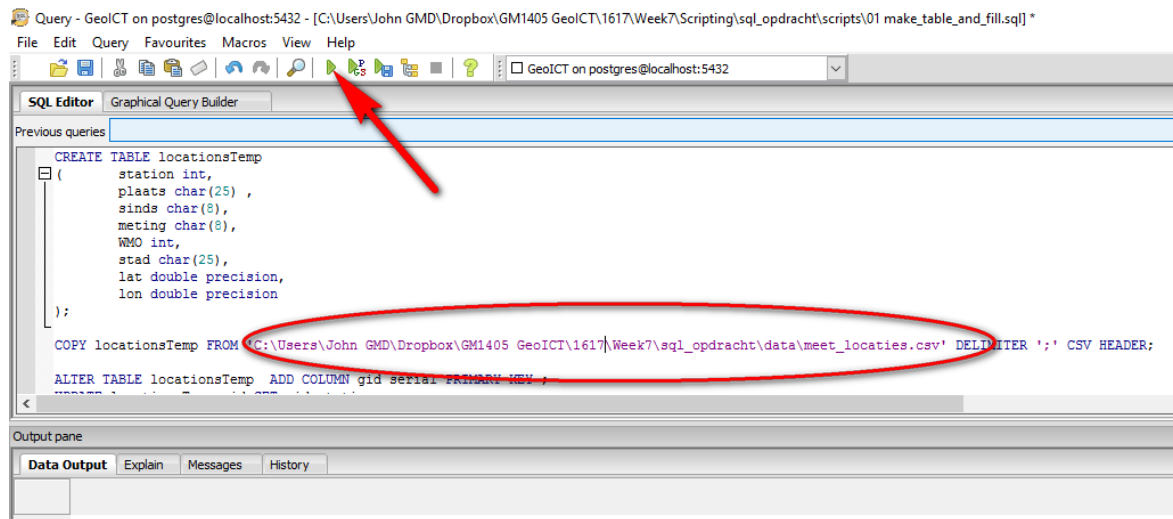 Query - GeoICT on postgres@localhost:5432 - [C:\Users\John GMD\Dropbox\GM1405 GeoICT\1617\Week7\Scripting\sql_opdracht\scripts\01 make_table_and_fill.sql] *
File Edit Query Favourites Macros View Help
GeoICT on postgres@localhost:5432
SQL Editor Graphical Query Builder
Previous queries
CREATE TABLE locationsTemp
( station int,
plaats char(25) ,
sinds char(8),
meting char(8),
WMO int,
stad char(25),
lat double precision,
lon double precision
);
COPY locationsTemp FROM 'C:\Users\John GMD\Dropbox\GM1405 GeoICT\1617\Week7\sql_opdracht\data\meet_locaties.csv' DELIMITER ';' CSV HEADER;
ALTER TABLE locationsTemp ADD COLUMN gid serial PRIMARY KEY ;
Output pane
Data Output Explain Messages History